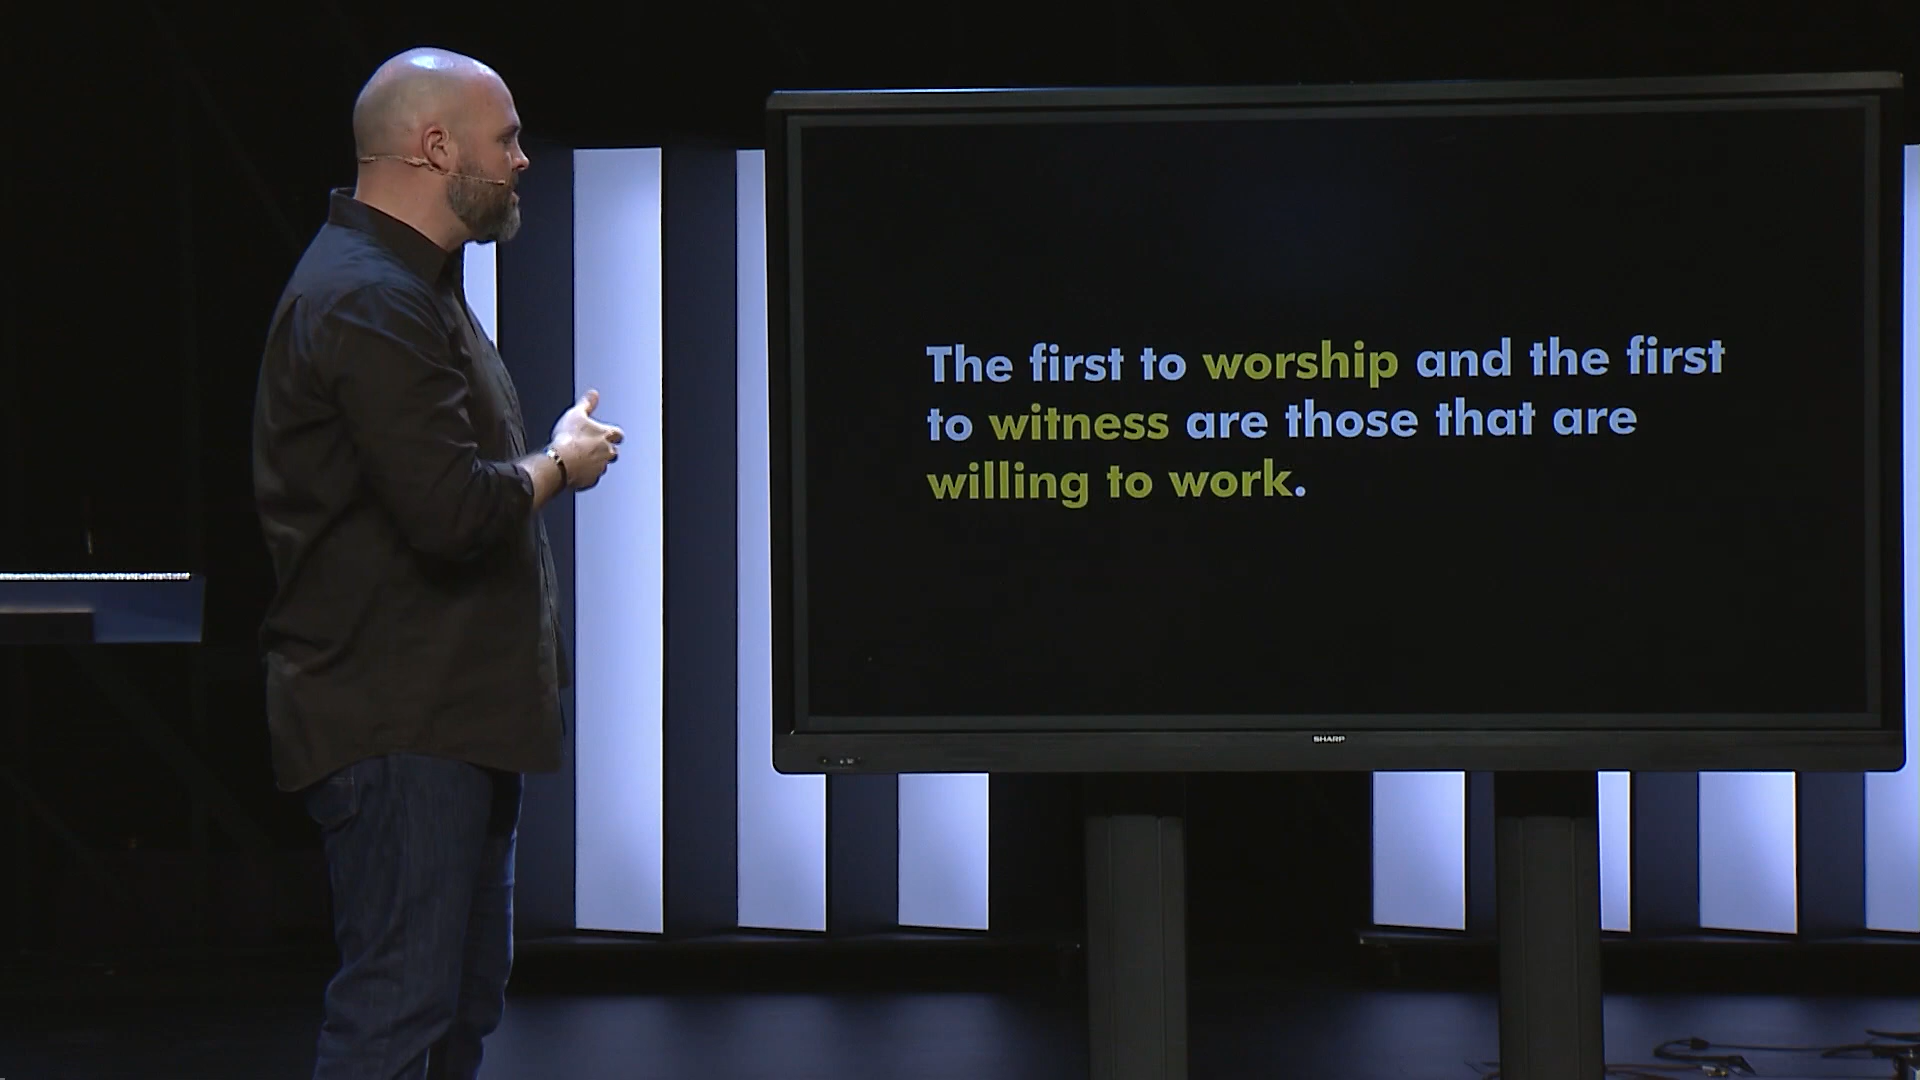 The first to worship and the first
to witness are those that are
willing to work.
SHARP